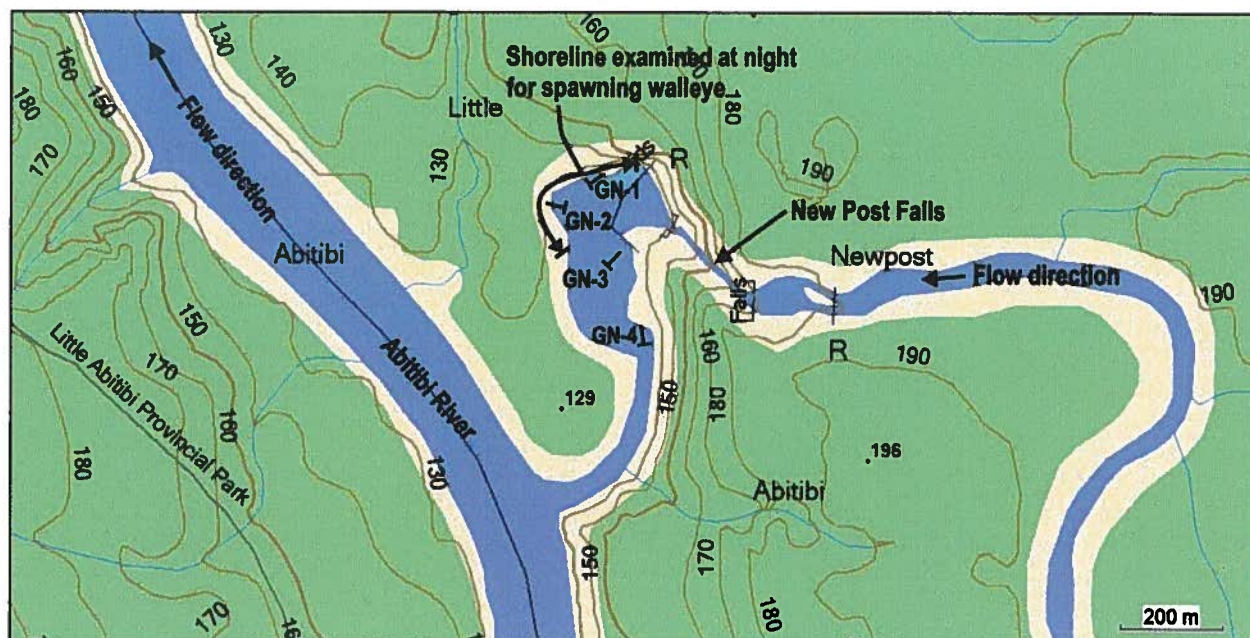 160
130
160
150
140
Shoreline examined at night
for spawning walleye
180
Little
180
170
130
R
190
GN-1
Flow direction
GN-2
New Post Falls
Abitibi
Newpost
GN-3
Flow direction
Falls
190
150
GN-4
160
R
190
170
Little Abitibi Provincial Park
160
Abitibi River
129
150
180
180
130
196
Abitibi
150
170
170
180
200 m